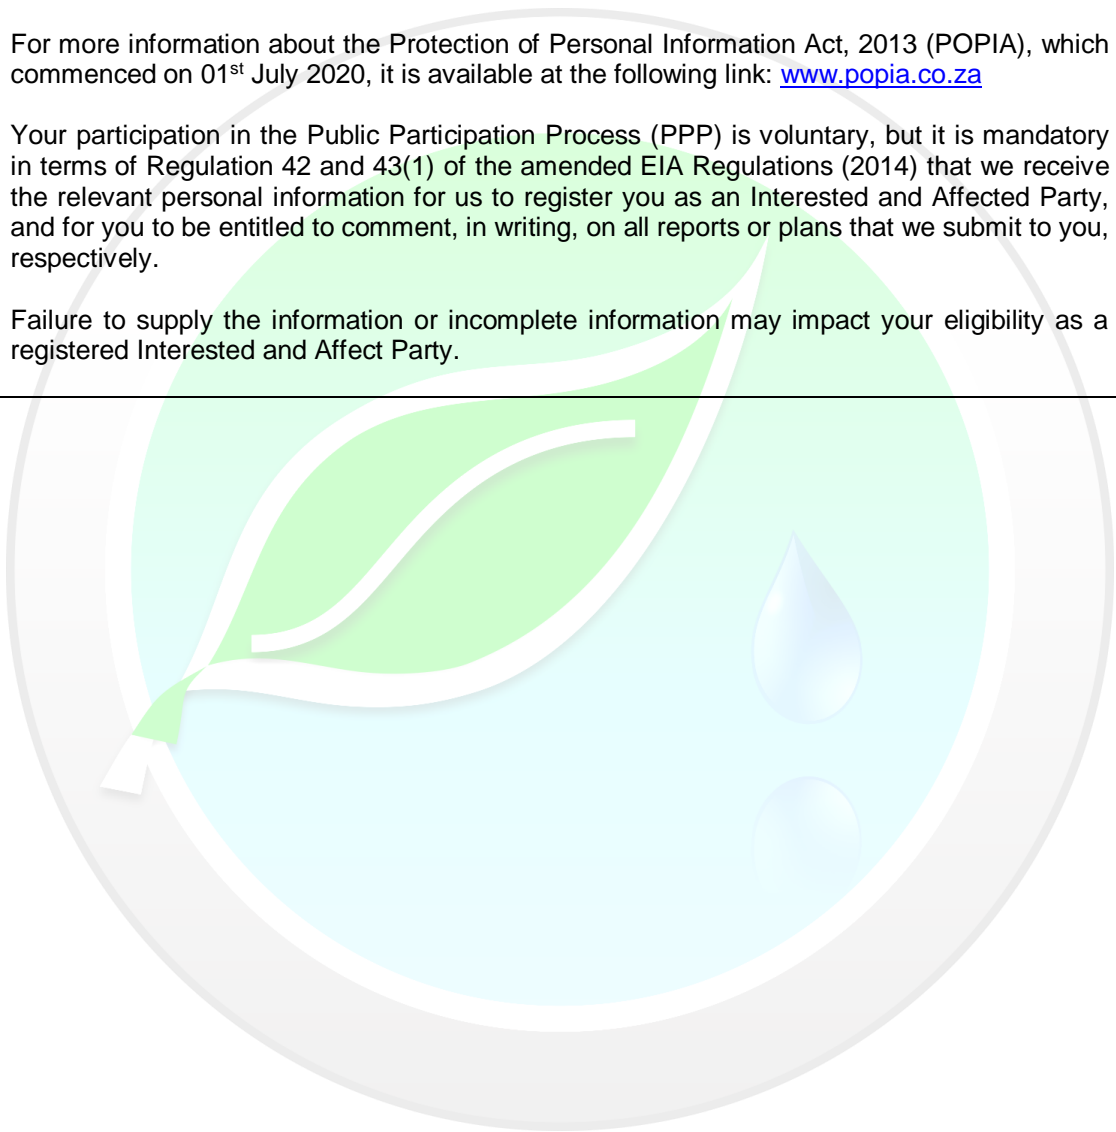 For more information about the Protection of Personal Information Act, 2013 (POPIA), which
commenced on 01st July 2020, it is available at the following link: www.popia.co.za
Your participation in the Public Participation Process (PPP) is voluntary, but it is mandatory
in terms of Regulation 42 and 43(1) of the amended EIA Regulations (2014) that we receive
the relevant personal information for us to register you as an Interested and Affected Party,
and for you to be entitled to comment, in writing, on all reports or plans that we submit to you,
respectively.
Failure to supply the information or incomplete information may impact your eligibility as a
registered Interested and Affect Party.